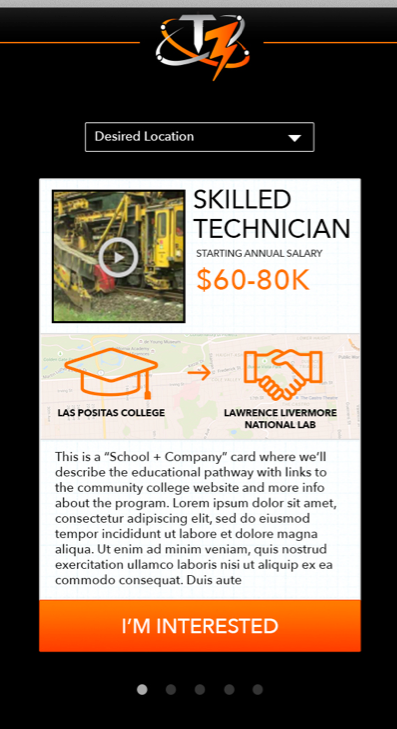 T3
Desired Location
SKILLED
TECHNICIAN
STARTING ANNUAL SALARY
$60-80K
LAS POSITAS COLLEGE
LAWRENCE LIVERMORE
NATIONAL LAB
This is a “School + Company” card where we’ll
describe the educational pathway with links to
the community college website and more info
about the program. Lorem ipsum dolor sit amet,
consectetur adipiscing elit, sed do eiusmod
tempor incididunt ut labore et dolore magna
aliqua. Ut enim ad minim veniam, quis nostrud
exercitation ullamco laboris nisi ut aliquip ex ea
commodo consequat. Duis aute
I’M INTERESTED